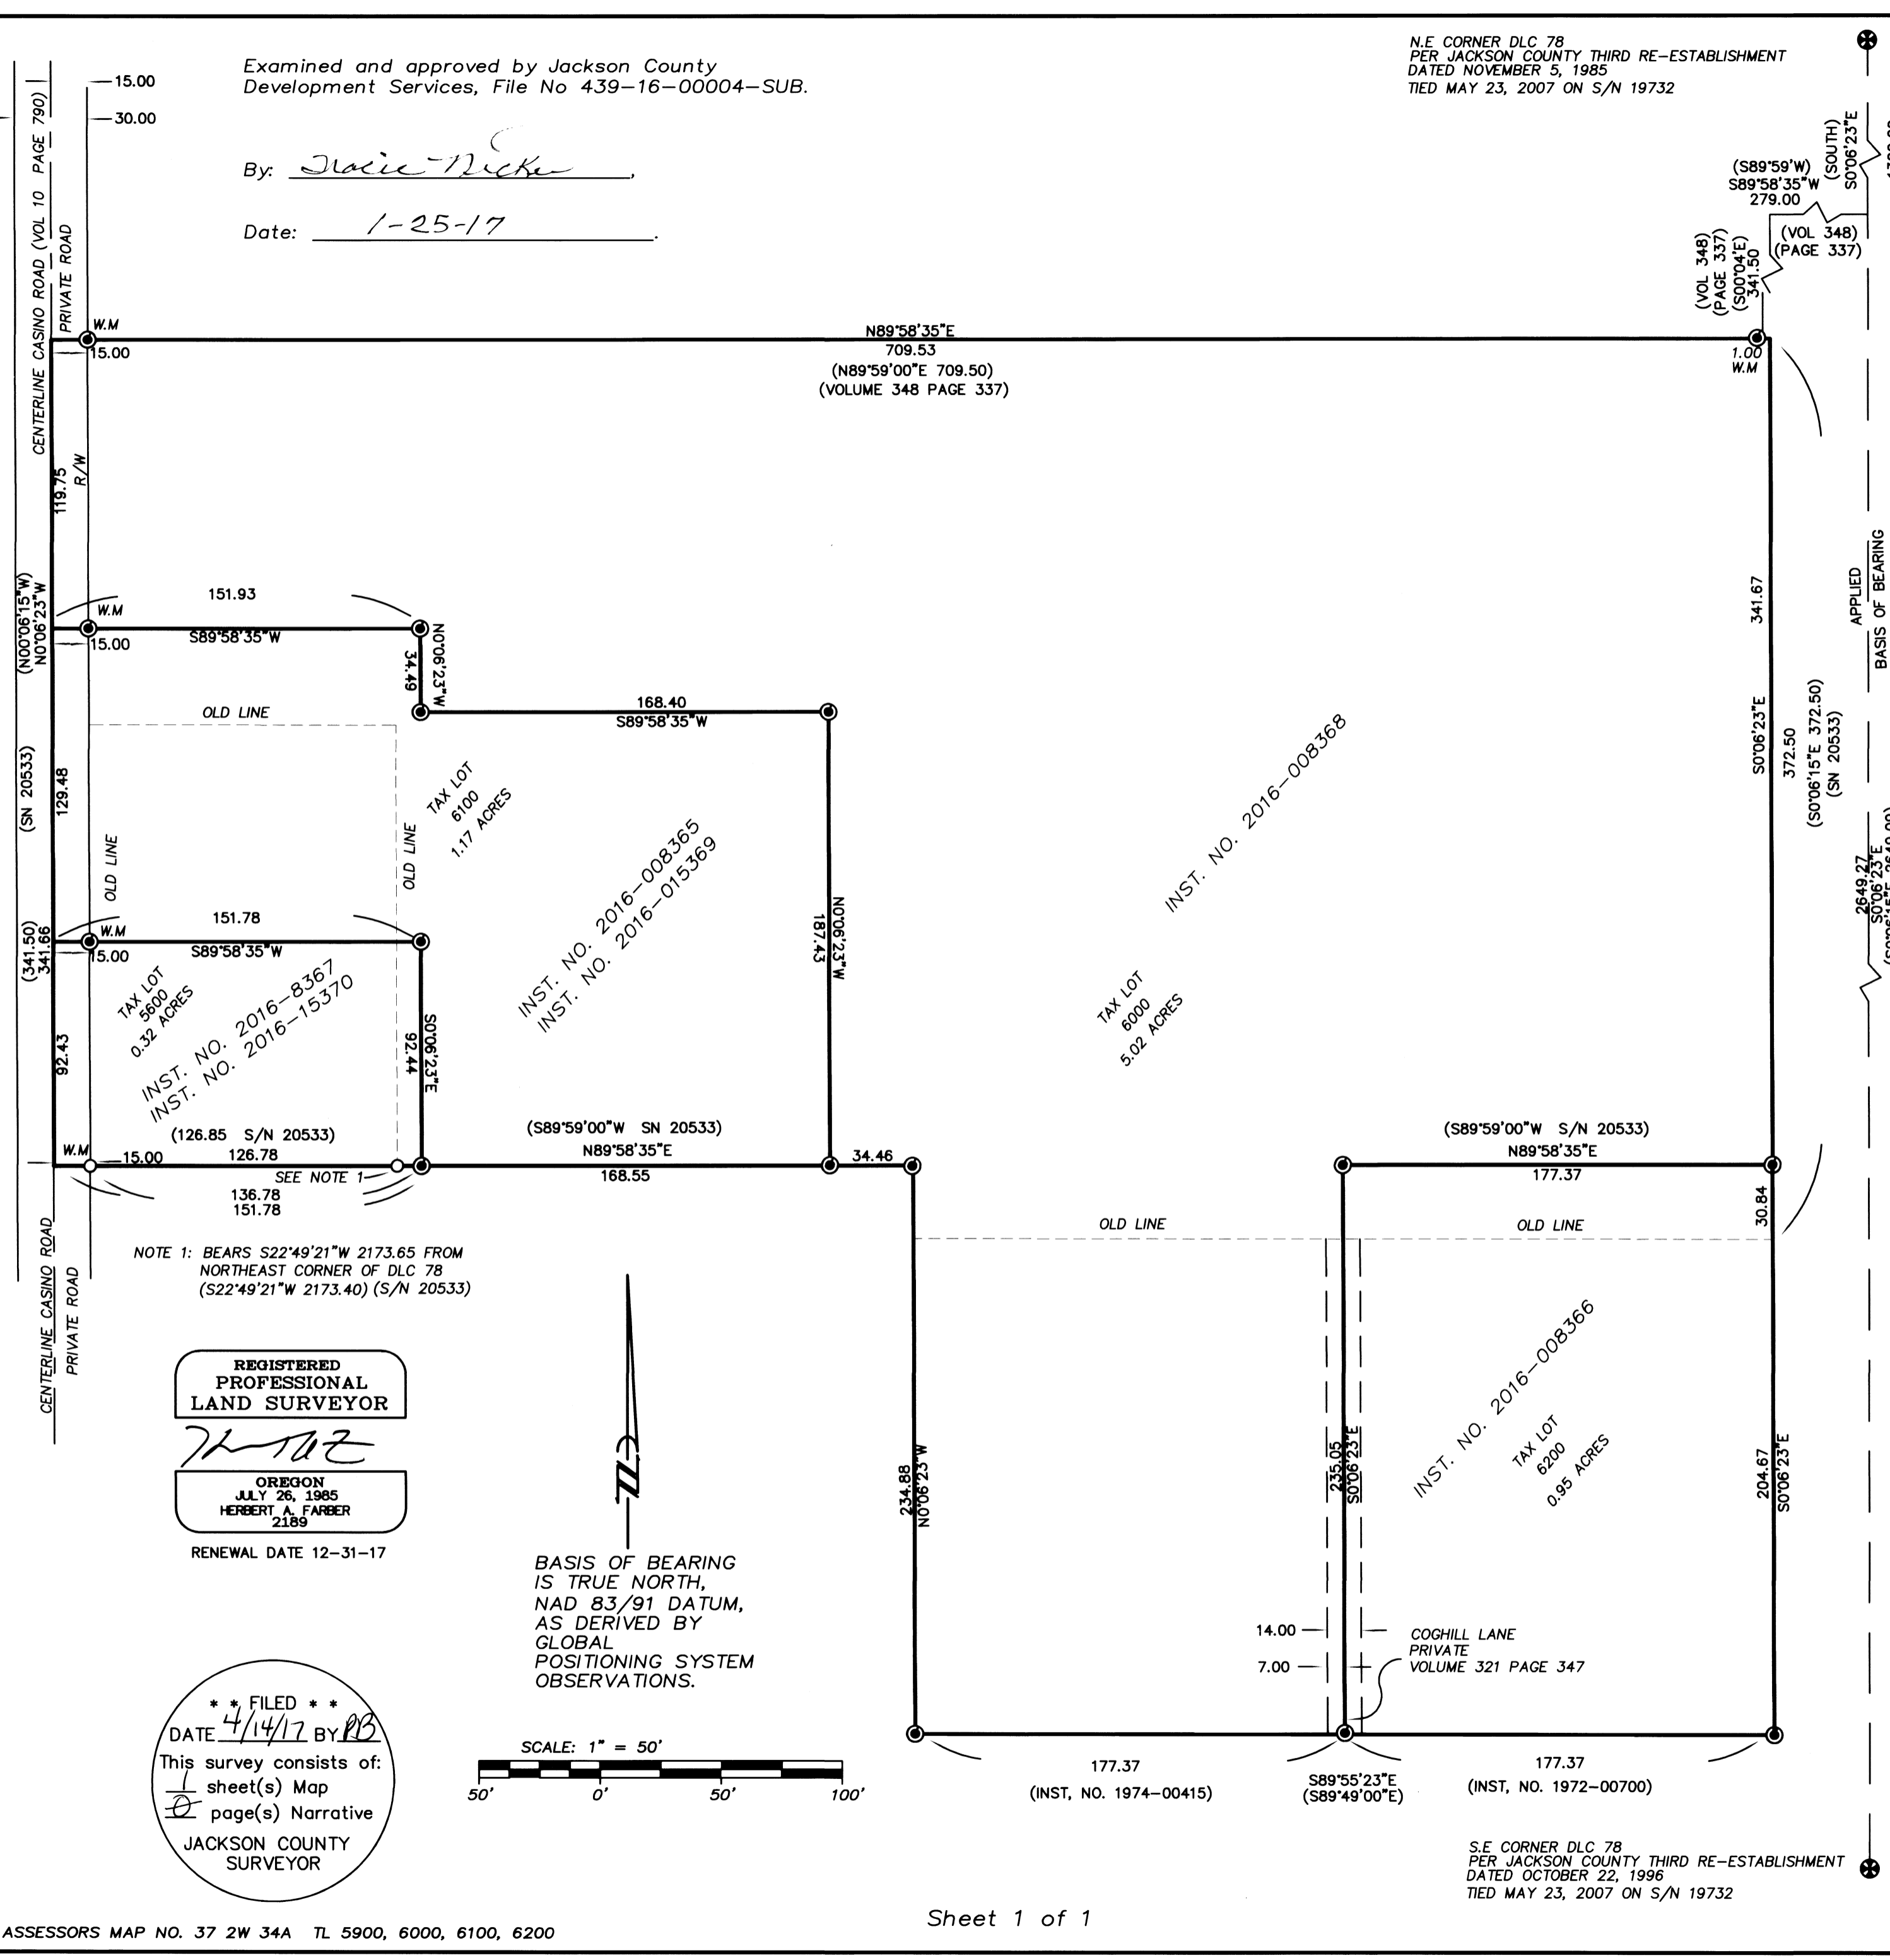 Examined and approved by Jackson County
Development Services, File No 439-16-00004-SUB.
By:
Date: 1-25-17
N.E CORNER DLC 78
PER JACKSON COUNTY THIRD RE-ESTABLISHMENT
DATED NOVEMBER 5, 1985
TIED MAY 23, 2007 ON S/N 19732
15.00
30.00
CENTERLINE CASINO ROAD (VOL 10 PAGE 790)
PRIVATE ROAD
(SOUTH)
S0°06'23"E
(S89°59'W)
S89°58'35"W
279.00
(VOL 348)
(PAGE 337)
(VOL 348)
(PAGE 337)
(S00°04'E)
341.50
W.M
15.00
N89°58'35"E
709.53
(N89°59'00"E 709.50)
(VOLUME 348 PAGE 337)
1.00
W.M
119.75
R/W
(N00°06'15"W)
N0°06'23"W
151.93
W.M
S89°58'35"W
15.00
N0°06'23"W
34.49
168.40
S89°58'35"W
OLD LINE
341.67
APPLIED
BASIS OF BEARING
S0°06'23"E
372.50
(S0°06'15"E 372.50)
(SN 20533)
2649.27
S0°06'23"E
(SN 20533)
129.48
OLD LINE
OLD LINE
TAX LOT
6100
1.17 ACRES
INST. NO. 2016-008365
INST. NO. 2016-015369
INST. NO. 2016-008368
N0°06'23"W
187.43
TAX LOT
6000
5.02 ACRES
151.78
W.M
S89°58'35"W
15.00
(341.50)
341.66
TAX LOT
5600
0.32 ACRES
INST. NO. 2016-8367
INST. NO. 2016-15370
S0°06'23"E
92.44
92.43
(126.85 S/N 20533)
126.78
W.M
15.00
SEE NOTE 1
136.78
151.78
(S89°59'00"W SN 20533)
N89°58'35"E
168.55
34.46
(S89°59'00"W S/N 20533)
N89°58'35"E
177.37
30.84
OLD LINE
OLD LINE
NOTE 1: BEARS S22°49'21"W 2173.65 FROM
NORTHEAST CORNER OF DLC 78
(S22°49'21"W 2173.40) (S/N 20533)
CENTERLINE CASINO ROAD
PRIVATE ROAD
REGISTERED
PROFESSIONAL
LAND SURVEYOR
OREGON
JULY 26, 1985
HERBERT A. FARBER
2189
RENEWAL DATE 12-31-17
N
BASIS OF BEARING
IS TRUE NORTH,
NAD 83/91 DATUM,
AS DERIVED BY
GLOBAL
POSITIONING SYSTEM
OBSERVATIONS.
234.88
N0°06'23"W
235.05
S0°06'23"E
INST. NO. 2016-008366
TAX LOT
6200
0.95 ACRES
204.67
S0°06'23"E
14.00
7.00
COGHILL LANE
PRIVATE
VOLUME 321 PAGE 347
* * FILED * *
DATE 4/14/17 BY RB
This survey consists of:
1 sheet(s) Map
0 page(s) Narrative
JACKSON COUNTY
SURVEYOR
SCALE: 1" = 50'
50' 0' 50' 100'
177.37
(INST, NO. 1974-00415)
S89°55'23"E
(S89°49'00"E)
177.37
(INST, NO. 1972-00700)
S.E CORNER DLC 78
PER JACKSON COUNTY THIRD RE-ESTABLISHMENT
DATED OCTOBER 22, 1996
TIED MAY 23, 2007 ON S/N 19732
Sheet 1 of 1
ASSESSORS MAP NO. 37 2W 34A TL 5900, 6000, 6100, 6200